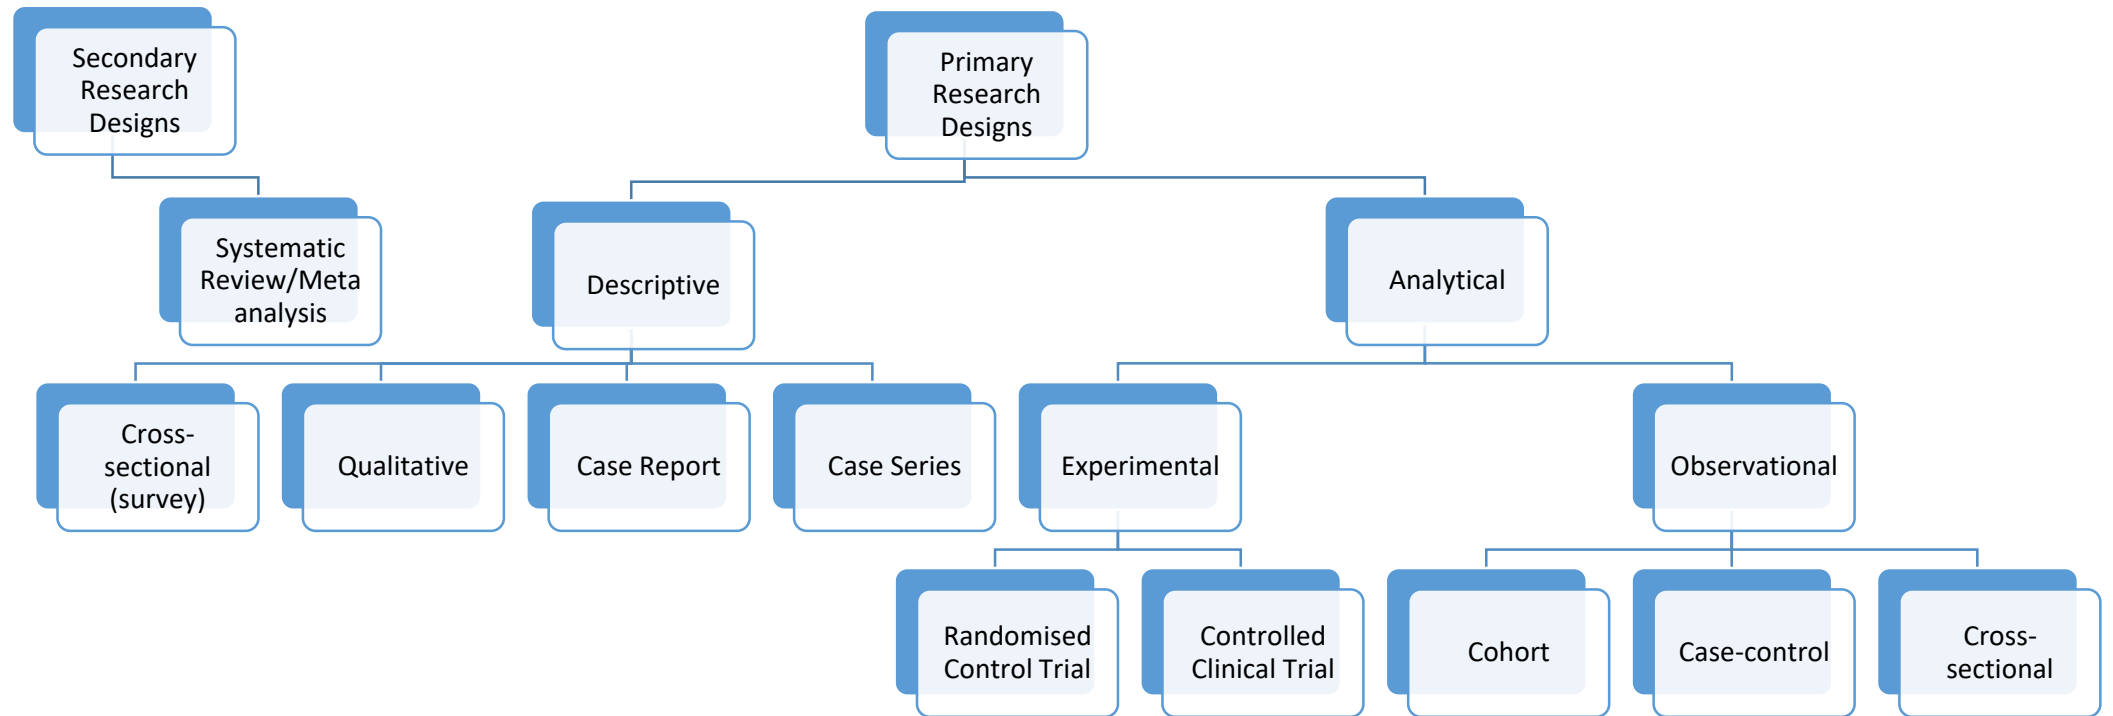 Secondary
Research
Designs
Primary
Research
Designs
Systematic
Review/Meta
analysis
Descriptive
Analytical
Cross-
sectional
(survey)
Qualitative
Case Report
Case Series
Experimental
Observational
Randomised
Control Trial
Controlled
Clinical Trial
Cohort
Case-control
Cross-
sectional